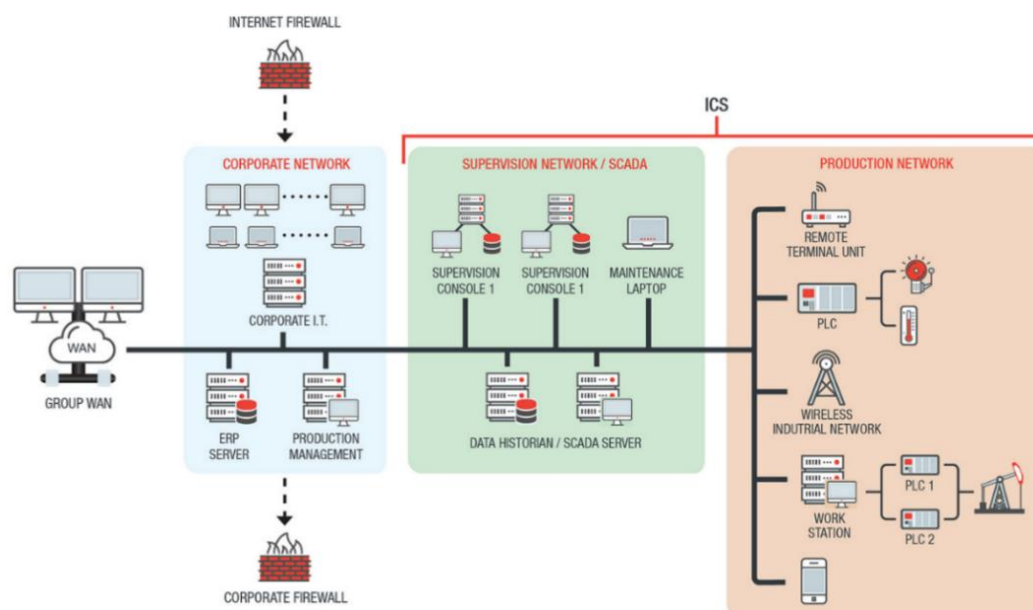 INTERNET FIREWALL
ICS
CORPORATE NETWORK
SUPERVISION NETWORK / SCADA
PRODUCTION NETWORK
REMOTE
TERMINAL UNIT
SUPERVISION
CONSOLE 1
SUPERVISION
CONSOLE 1
MAINTENANCE
LAPTOP
CORPORATE I.T.
PLC
WAN
GROUP WAN
ERP
SERVER
PRODUCTION
MANAGEMENT
DATA HISTORIAN / SCADA SERVER
WIRELESS
INDUTRIAL NETWORK
WORK
STATION
PLC 1
PLC 2
CORPORATE FIREWALL